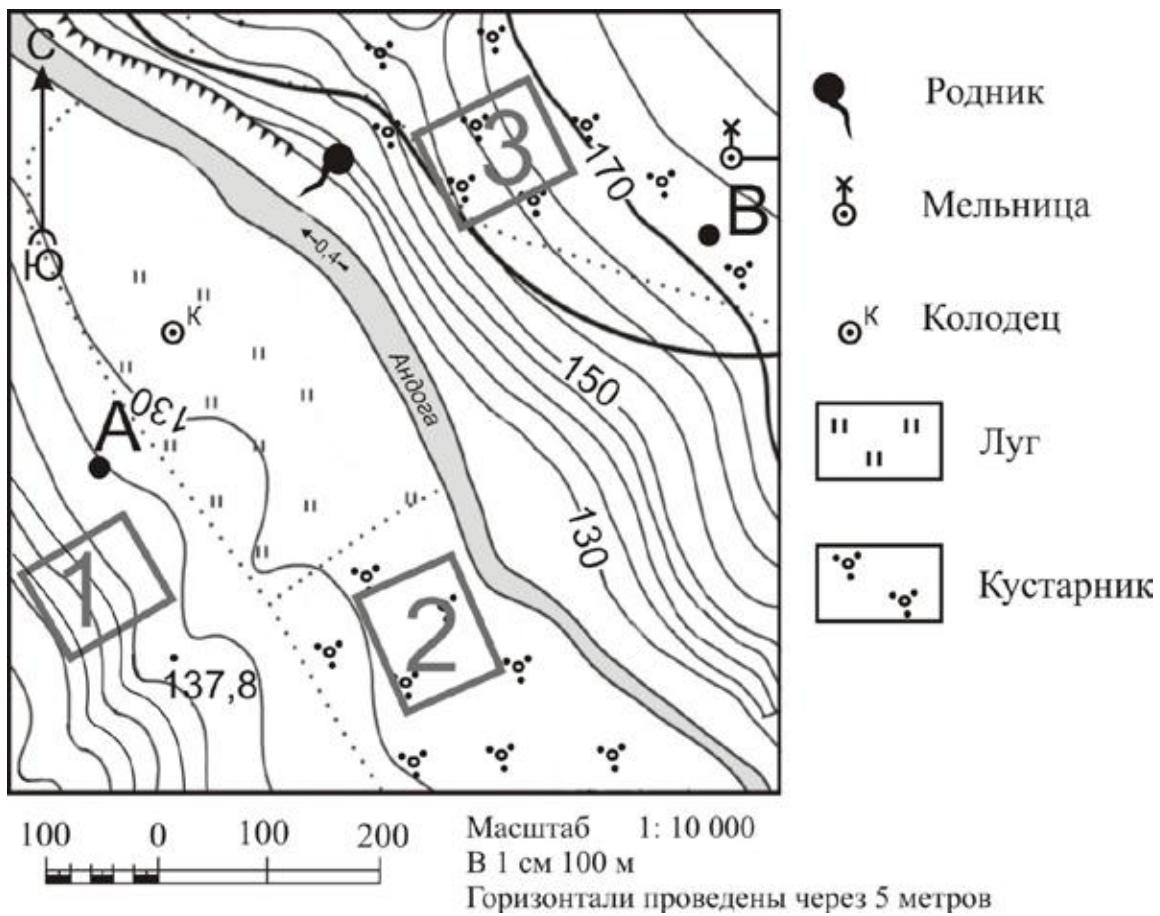 С
Ю
К
А
130
1
137,8
0,4
Андога
2
3
170
В
150
130
Родник
Мельница
К
Колодец
Луг
Кустарник
100 0 100 200
Масштаб 1: 10 000
В 1 см 100 м
Горизонтали проведены через 5 метров